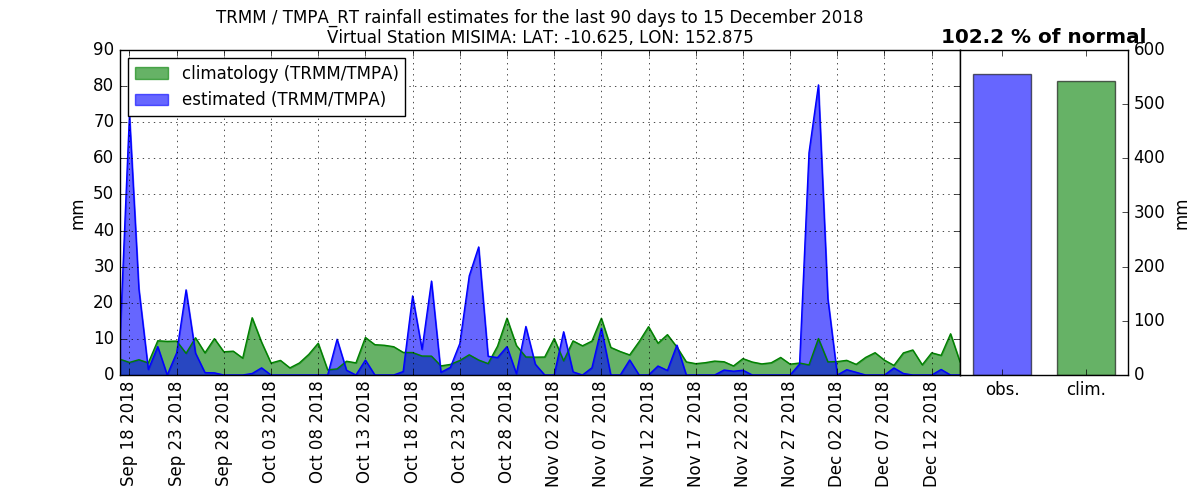 TRMM / TMPA_RT rainfall estimates for the last 90 days to 15 December 2018
Virtual Station MISIMA: LAT: -10.625, LON: 152.875
102.2 % of normal
climatology (TRMM/TMPA)
estimated (TRMM/TMPA)
90
80
70
60
50
40
30
20
10
0
mm
Sep 18 2018
Sep 23 2018
Sep 28 2018
Oct 03 2018
Oct 08 2018
Oct 13 2018
Oct 18 2018
Oct 23 2018
Oct 28 2018
Nov 02 2018
Nov 07 2018
Nov 12 2018
Nov 17 2018
Nov 22 2018
Nov 27 2018
Dec 02 2018
Dec 07 2018
Dec 12 2018
obs.
clim.
600
500
400
300
200
100
0
mm